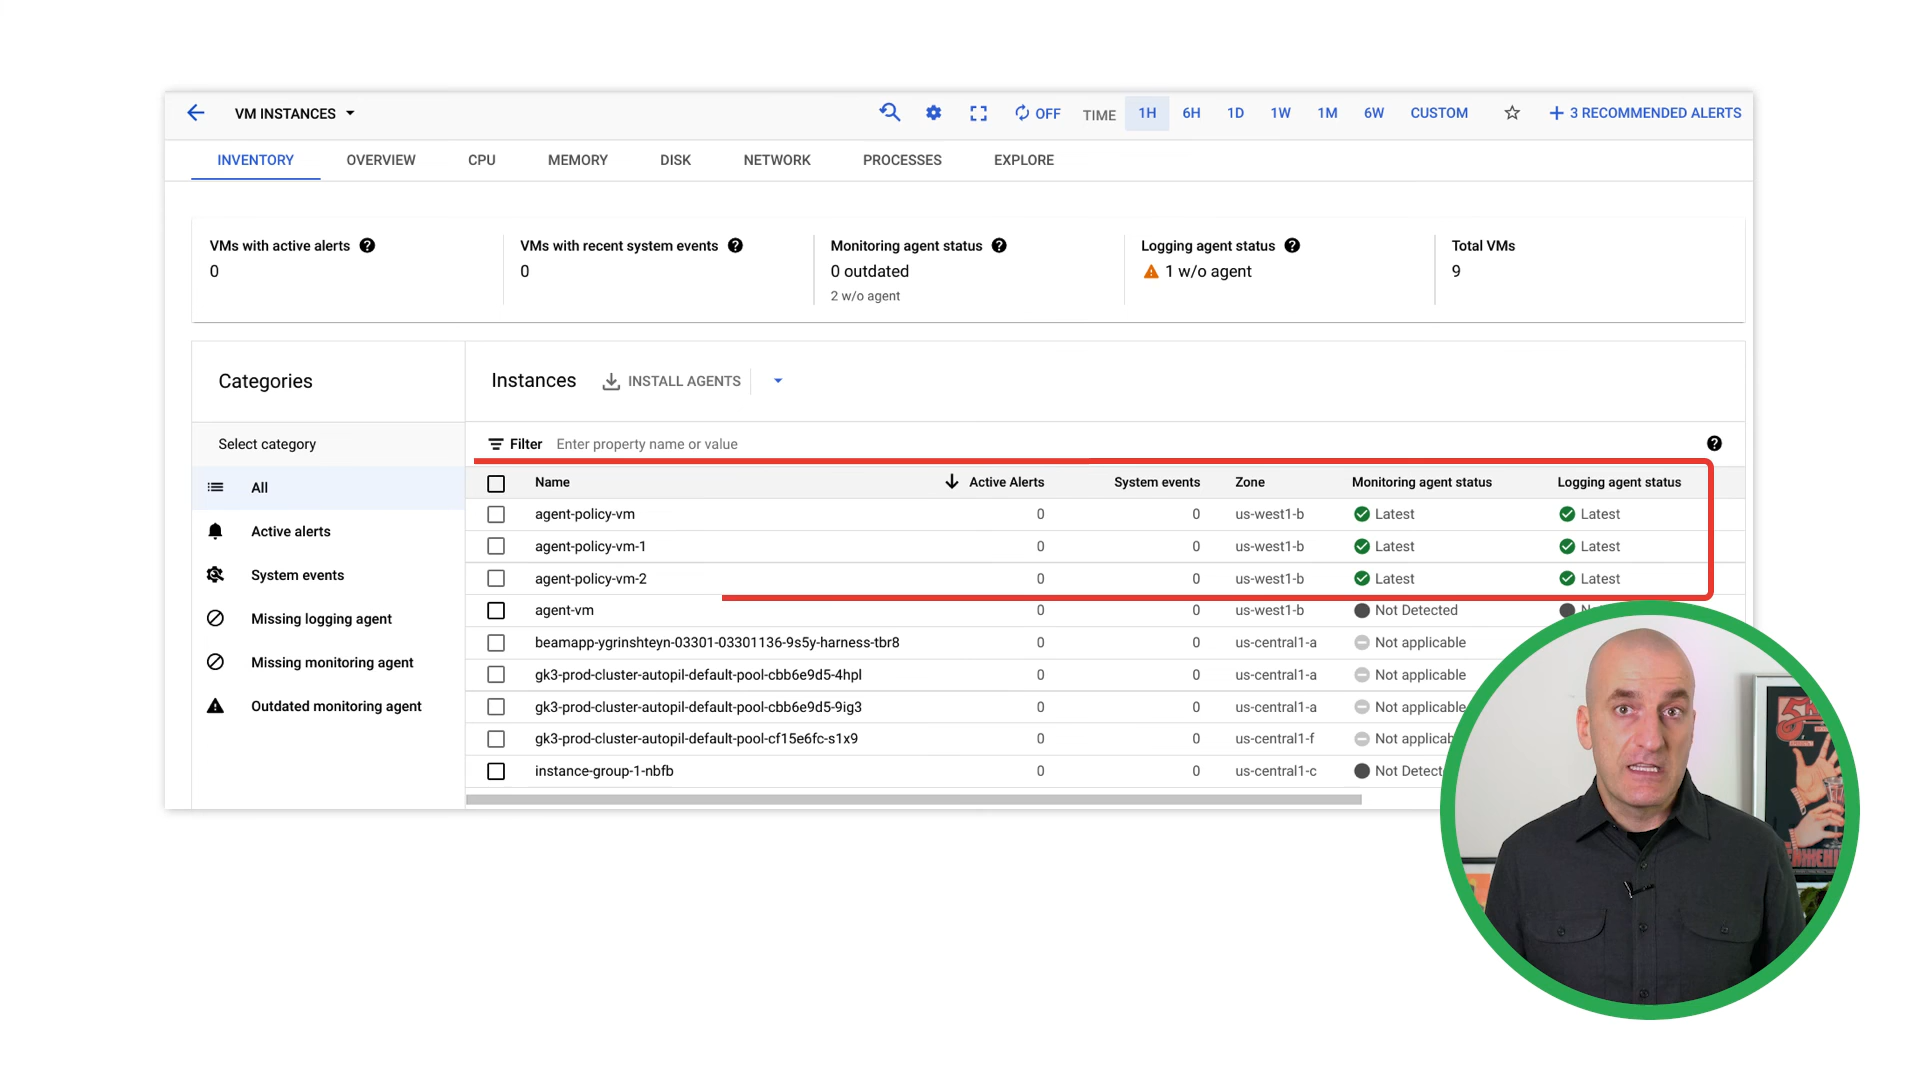 VM INSTANCES
OFF TIME 1H 6H 1D 1W 1M 6W CUSTOM 3 RECOMMENDED ALERTS
INVENTORY OVERVIEW CPU MEMORY DISK NETWORK PROCESSES EXPLORE
VMs with active alerts VMs with recent system events Monitoring agent status Logging agent status Total VMs
0 0 0 outdated 1 w/o agent 9
2 w/o agent
Categories Instances INSTALL AGENTS
Select category Filter Enter property name or value
Name Active Alerts System events Zone Monitoring agent status Logging agent status
All
agent-policy-vm 0 0 us-west1-b Latest Latest
Active alerts
agent-policy-vm-1 0 0 us-west1-b Latest Latest
System events
agent-policy-vm-2 0 0 us-west1-b Latest Latest
Missing logging agent
agent-vm 0 0 us-west1-b Not Detected
beamapp-ygrinshteyn-03301-03301136-9s5y-harness-tbr8 0 0 us-central1-a Not applicable
Missing monitoring agent
gk3-prod-cluster-autopil-default-pool-cbb6e9d5-4hpl 0 0 us-central1-a Not applicable
Outdated monitoring agent
gk3-prod-cluster-autopil-default-pool-cbb6e9d5-9ig3 0 0 us-central1-a Not applicable
gk3-prod-cluster-autopil-default-pool-cf15e6fc-s1x9 0 0 us-central1-f Not
instance-group-1-nbfb 0 0 us-central1-c Not